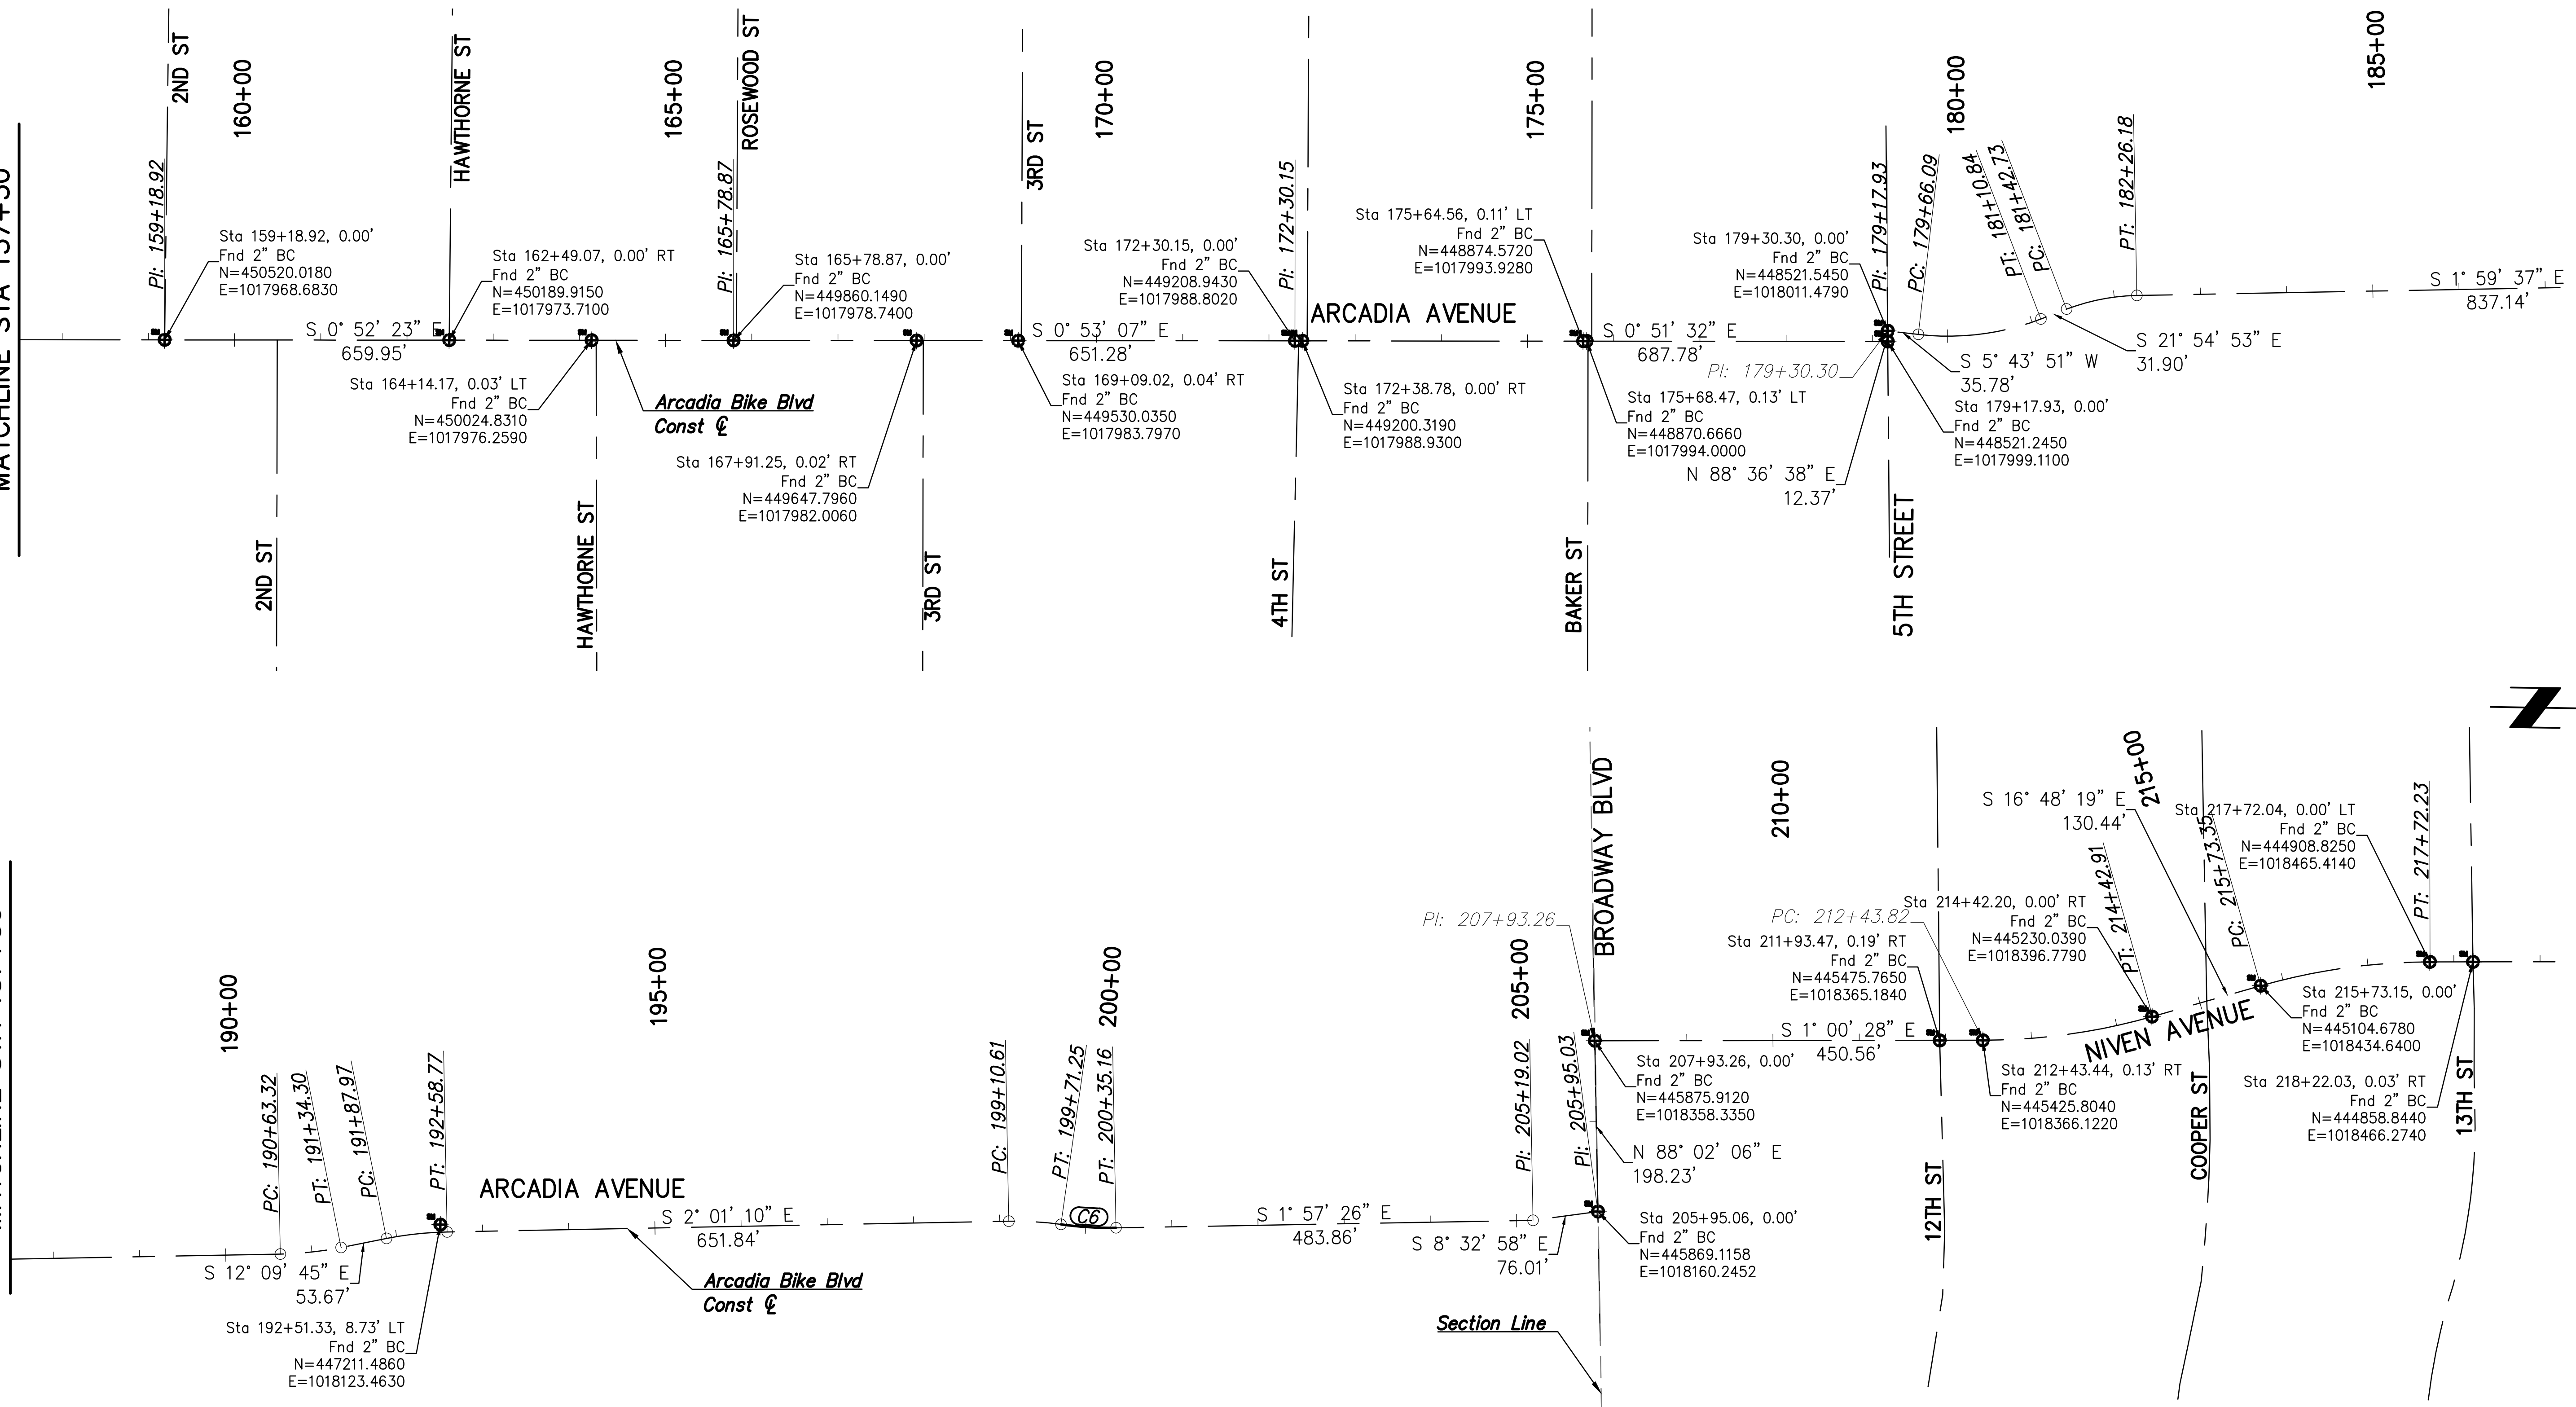 2ND ST
HAWTHORNE ST
ROSEWOOD ST
3RD ST
160+00
165+00
170+00
175+00
180+00
185+00
PI: 159+18.92
PI: 165+78.87
PI: 172+30.15
PI: 179+17.93
PC: 179+66.09
PT: 181+10.84
PC: 181+42.73
PT: 182+26.18
Sta 159+18.92, 0.00'
Fnd 2" BC
N=450520.0180
E=1017968.6830
S 0° 52' 23" E
659.95'
Sta 162+49.07, 0.00' RT
Fnd 2" BC
N=450189.9150
E=1017973.7100
Sta 164+14.17, 0.03' LT
Fnd 2" BC
N=450024.8310
E=1017976.2590
Arcadia Bike Blvd
Const ℄
Sta 165+78.87, 0.00'
Fnd 2" BC
N=449860.1490
E=1017978.7400
Sta 167+91.25, 0.02' RT
Fnd 2" BC
N=449647.7960
E=1017982.0060
S 0° 53' 07" E
651.28'
Sta 169+09.02, 0.04' RT
Fnd 2" BC
N=449530.0350
E=1017983.7970
Sta 172+30.15, 0.00'
Fnd 2" BC
N=449208.9430
E=1017988.8020
ARCADIA AVENUE
Sta 172+38.78, 0.00' RT
Fnd 2" BC
N=449200.3190
E=1017988.9300
Sta 175+64.56, 0.11' LT
Fnd 2" BC
N=448874.5720
E=1017993.9280
S 0° 51' 32" E
687.78'
Sta 175+68.47, 0.13' LT
Fnd 2" BC
N=448870.6660
E=1017994.0000
Sta 179+30.30, 0.00'
Fnd 2" BC
N=448521.5450
E=1018011.4790
PI: 179+30.30
N 88° 36' 38" E
12.37'
S 5° 43' 51" W
35.78'
Sta 179+17.93, 0.00'
Fnd 2" BC
N=448521.2450
E=1017999.1100
S 21° 54' 53" E
31.90'
S 1° 59' 37" E
837.14'
2ND ST
HAWTHORNE ST
3RD ST
4TH ST
BAKER ST
5TH STREET
190+00
195+00
200+00
205+00
210+00
215+00
PC: 190+63.32
PT: 191+34.30
PC: 191+87.97
PT: 192+58.77
PC: 199+10.61
PT: 199+71.25
PT: 200+35.16
PI: 205+19.02
PI: 205+95.03
PI: 207+93.26
PC: 212+43.82
PT: 214+42.91
PC: 215+73.35
PT: 217+72.23
S 12° 09' 45" E
53.67'
Sta 192+51.33, 8.73' LT
Fnd 2" BC
N=447211.4860
E=1018123.4630
ARCADIA AVENUE
S 2° 01' 10" E
651.84'
Arcadia Bike Blvd
Const ℄
C6
S 1° 57' 26" E
483.86'
S 8° 32' 58" E
76.01'
Section Line
BROADWAY BLVD
Sta 207+93.26, 0.00'
Fnd 2" BC
N=445875.9120
E=1018358.3350
N 88° 02' 06" E
198.23'
Sta 205+95.06, 0.00'
Fnd 2" BC
N=445869.1158
E=1018160.2452
S 1° 00' 28" E
450.56'
Sta 211+93.47, 0.19' RT
Fnd 2" BC
N=445475.7650
E=1018365.1840
Sta 212+43.44, 0.13' RT
Fnd 2" BC
N=445425.8040
E=1018366.1220
Sta 214+42.20, 0.00' RT
Fnd 2" BC
N=445230.0390
E=1018396.7790
S 16° 48' 19" E
130.44'
NIVEN AVENUE
Sta 217+72.04, 0.00' LT
Fnd 2" BC
N=444908.8250
E=1018465.4140
Sta 215+73.15, 0.00'
Fnd 2" BC
N=445104.6780
E=1018434.6400
Sta 218+22.03, 0.03' RT
Fnd 2" BC
N=444858.8440
E=1018466.2740
12TH ST
COOPER ST
13TH ST